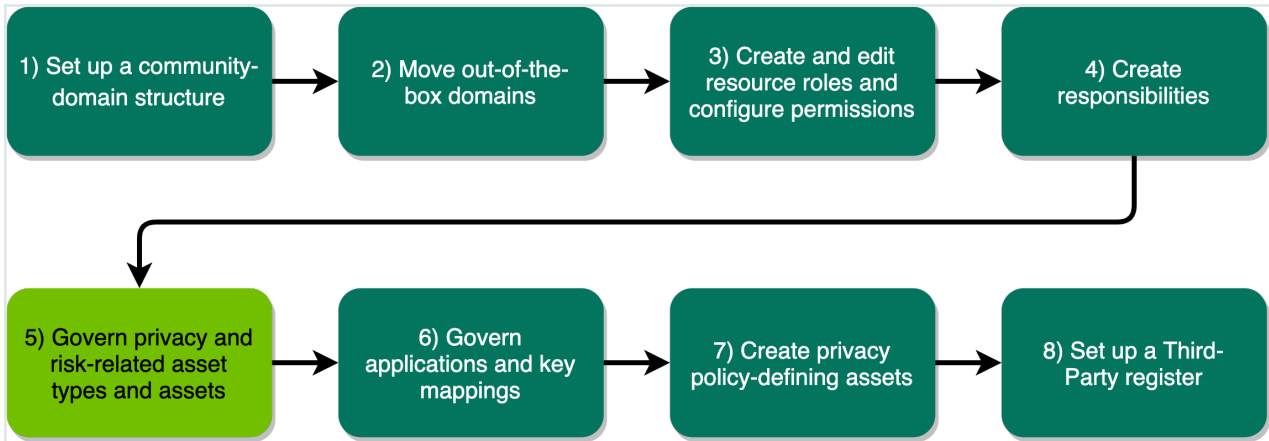 1) Set up a community-
domain structure
2) Move out-of-the-
box domains
3) Create and edit
resource roles and
configure permissions
4) Create
responsibilities
5) Govern privacy and
risk-related asset
types and assets
6) Govern
applications and key
mappings
7) Create privacy
policy-defining assets
8) Set up a Third-
Party register